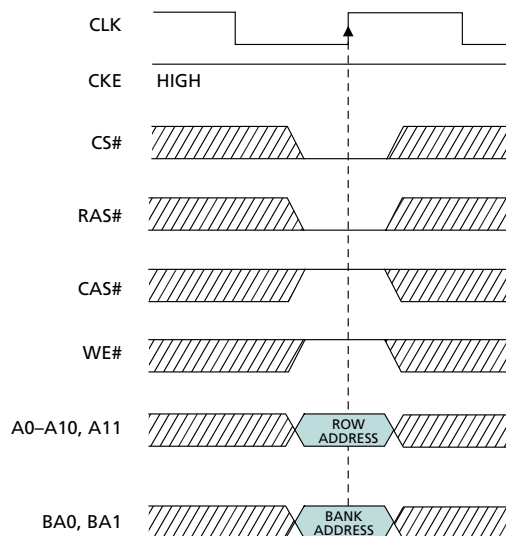 CLK
CKE HIGH
CS#
RAS#
CAS#
WE#
A0–A10, A11 ROW
ADDRESS
BA0, BA1 BANK
ADDRESS